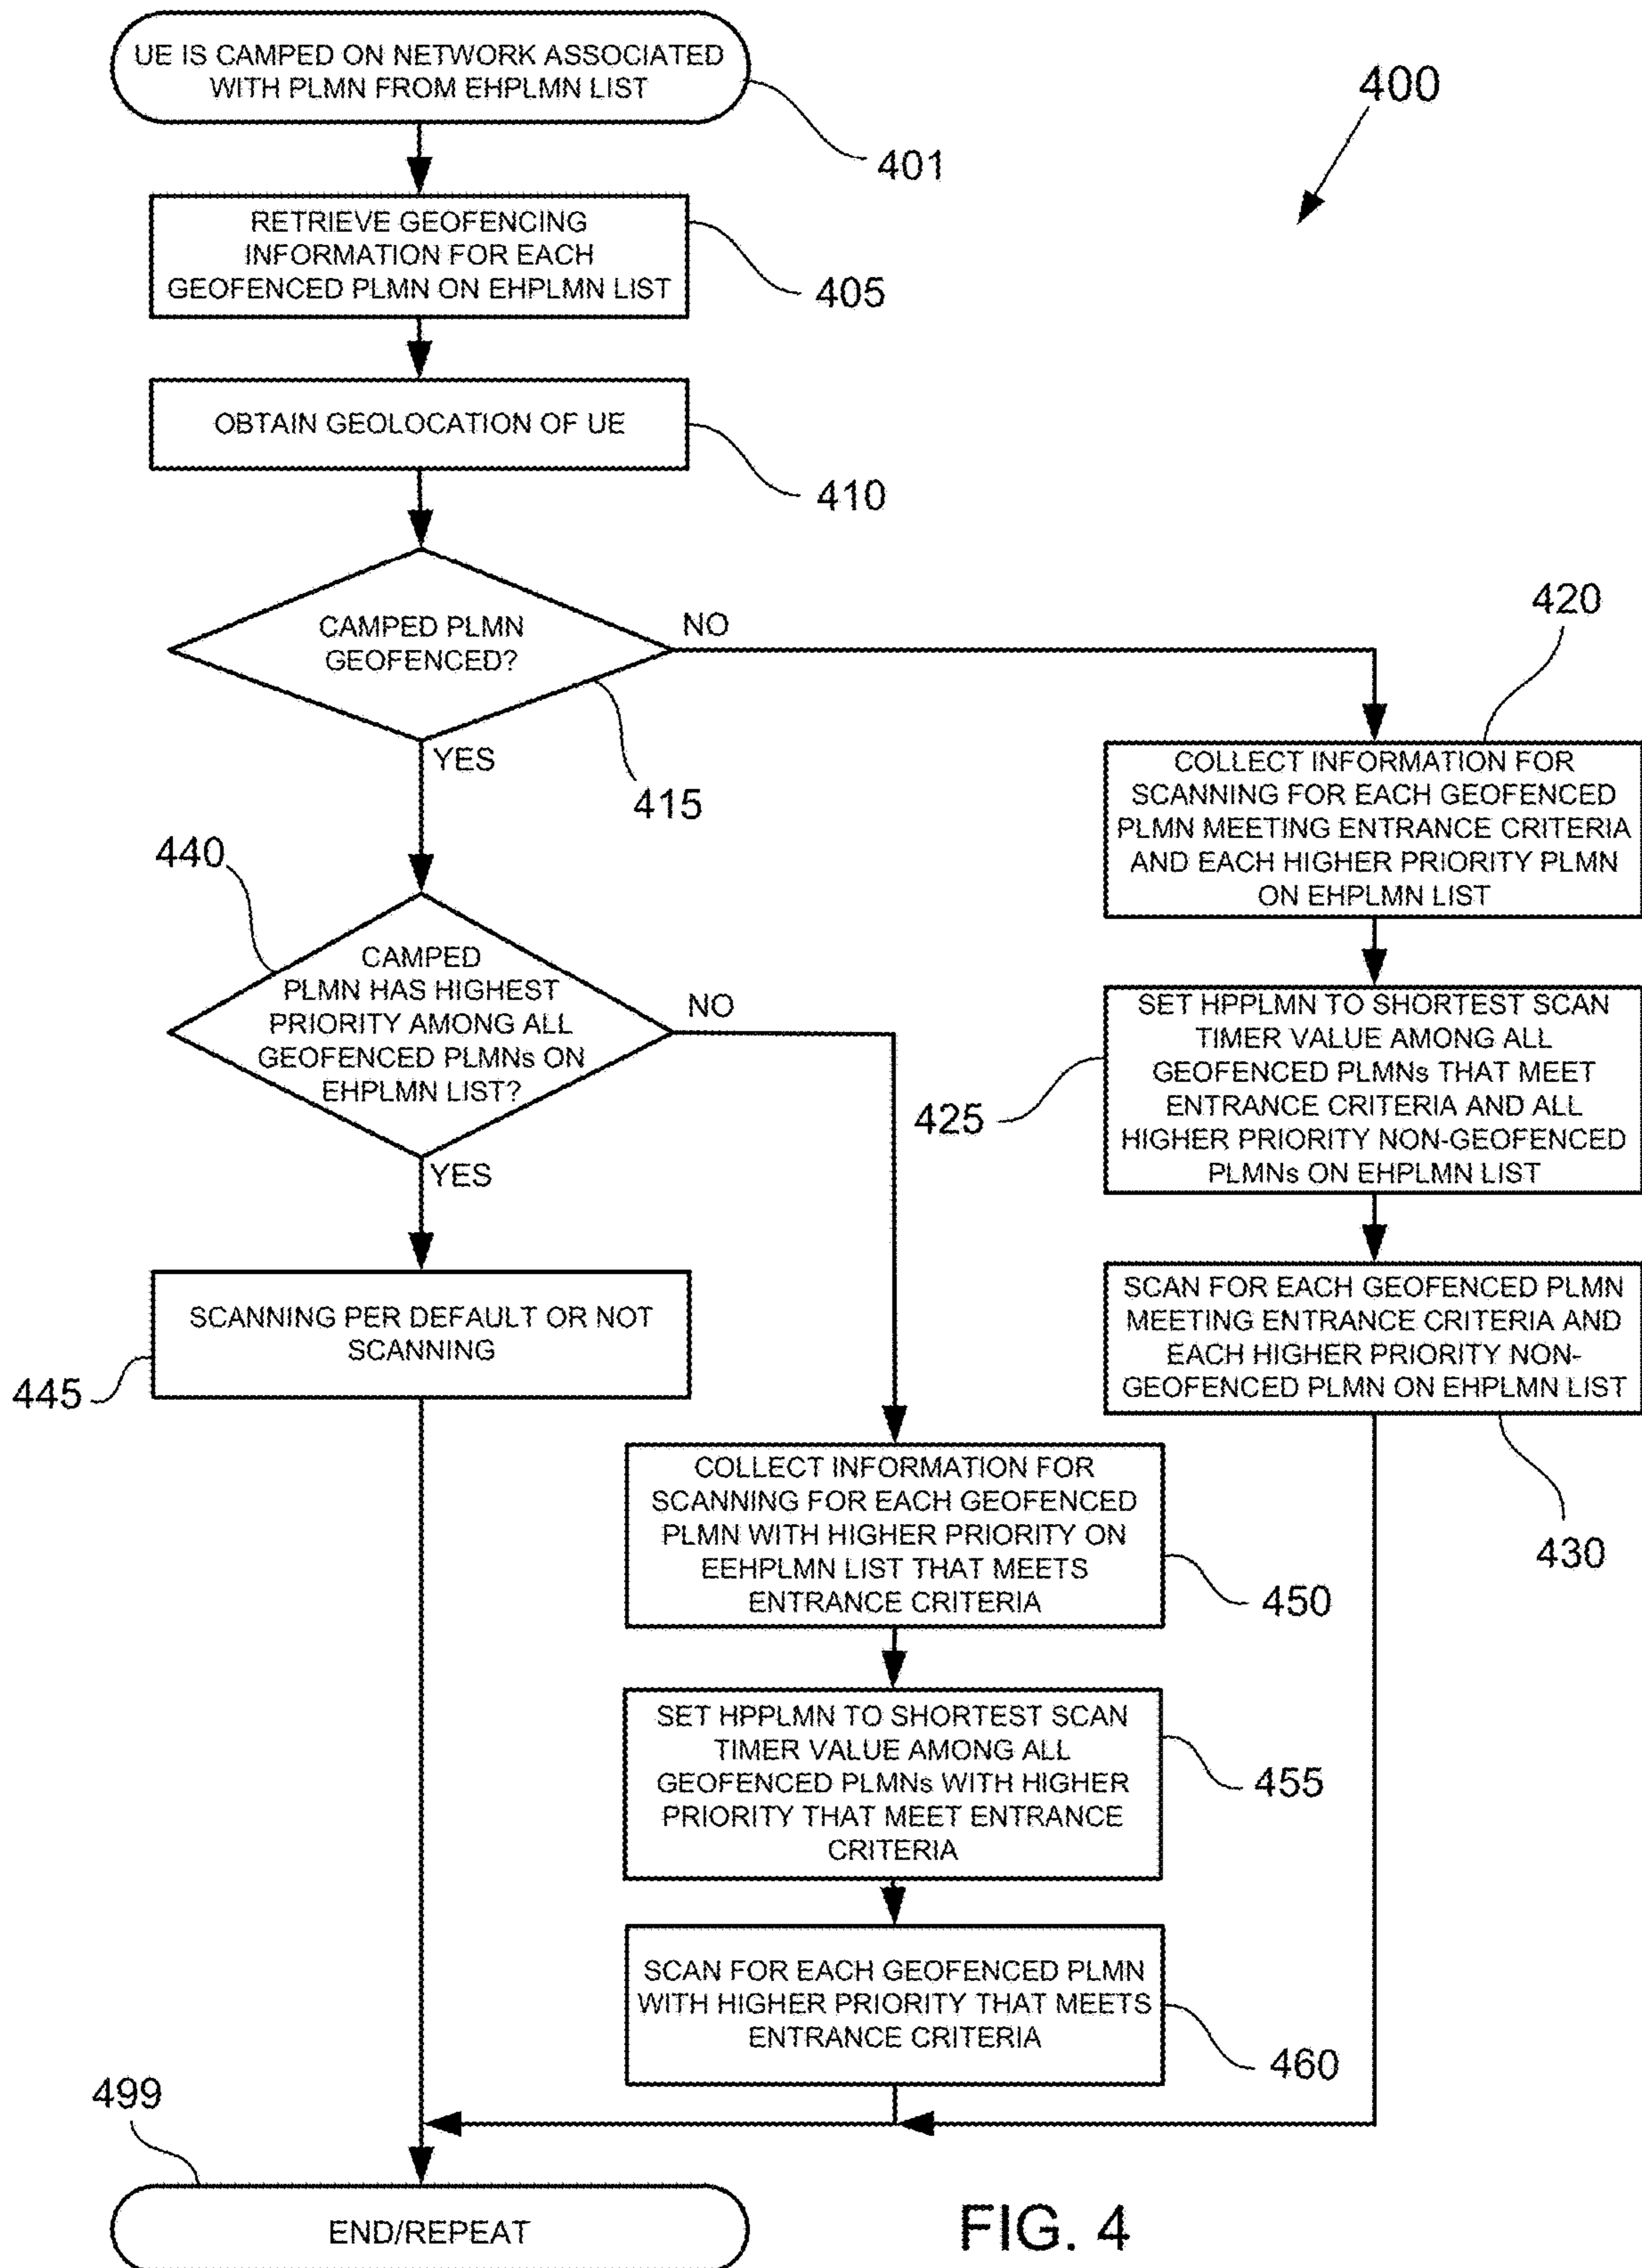 UE IS CAMPED ON NETWORK ASSOCIATED
WITH PLMN FROM EHPLMN LIST
400
401
RETRIEVE GEOFENCING
INFORMATION FOR EACH
GEOFENCED PLMN ON EHPLMN LIST
405
OBTAIN GEOLOCATION OF UE
410
CAMPED PLMN
GEOFENCED?
NO
YES
415
420
COLLECT INFORMATION FOR
SCANNING FOR EACH GEOFENCED
PLMN MEETING ENTRANCE CRITERIA
AND EACH HIGHER PRIORITY PLMN
ON EHPLMN LIST
425
SET HPPLMN TO SHORTEST SCAN
TIMER VALUE AMONG ALL
GEOFENCED PLMNs THAT MEET
ENTRANCE CRITERIA AND ALL
HIGHER PRIORITY NON-GEOFENCED
PLMNs ON EHPLMN LIST
SCAN FOR EACH GEOFENCED PLMN
MEETING ENTRANCE CRITERIA AND
EACH HIGHER PRIORITY NON-
GEOFENCED PLMN ON EHPLMN LIST
430
440
CAMPED
PLMN HAS HIGHEST
PRIORITY AMONG ALL
GEOFENCED PLMNs ON
EHPLMN LIST?
NO
YES
SCANNING PER DEFAULT OR NOT
SCANNING
445
COLLECT INFORMATION FOR
SCANNING FOR EACH GEOFENCED
PLMN WITH HIGHER PRIORITY ON
EEHPLMN LIST THAT MEETS
ENTRANCE CRITERIA
450
SET HPPLMN TO SHORTEST SCAN
TIMER VALUE AMONG ALL
GEOFENCED PLMNs WITH HIGHER
PRIORITY THAT MEET ENTRANCE
CRITERIA
455
SCAN FOR EACH GEOFENCED PLMN
WITH HIGHER PRIORITY THAT MEETS
ENTRANCE CRITERIA
460
499
END/REPEAT
FIG. 4